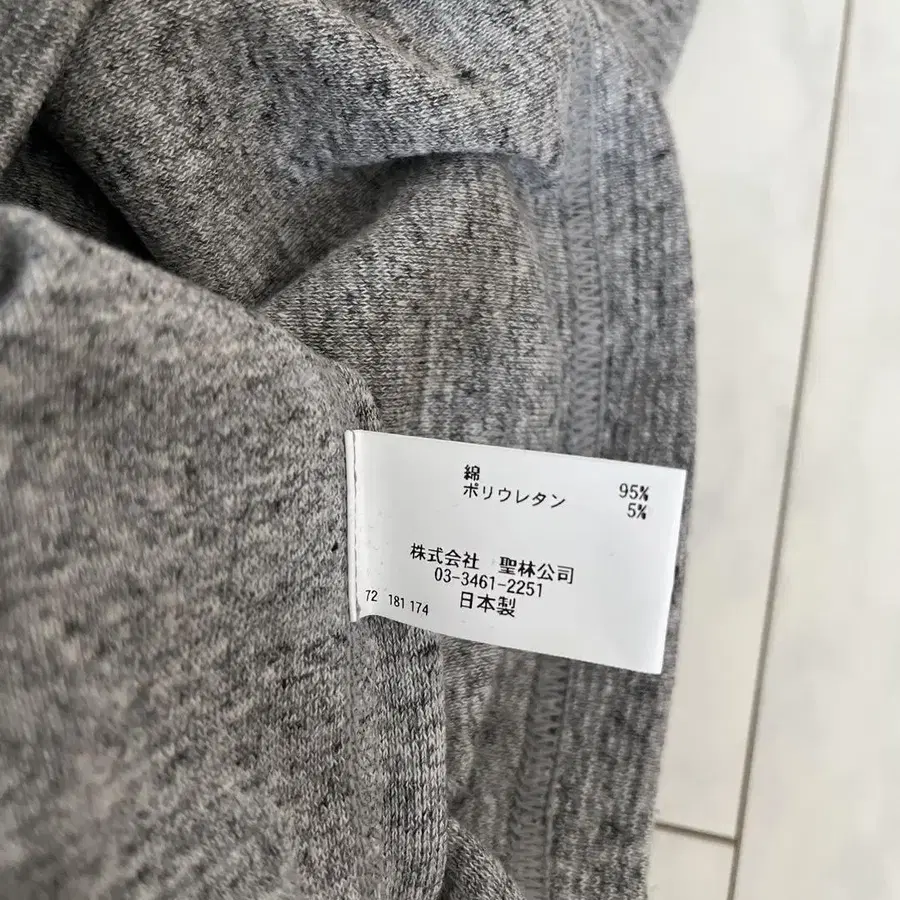 綿 95%
ポリウレタン 5%
株式会社 聖林公司
03-3461-2251
日本製
72 181 174